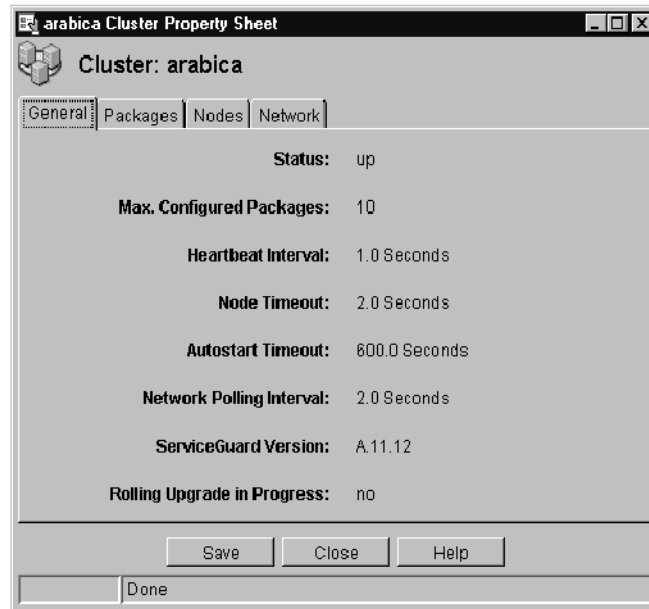 arabica Cluster Property Sheet
Cluster: arabica
General Packages Nodes Network
Status: up
Max. Configured Packages: 10
Heartbeat Interval: 1.0 Seconds
Node Timeout: 2.0 Seconds
Autostart Timeout: 600.0 Seconds
Network Polling Interval: 2.0 Seconds
ServiceGuard Version: A.11.12
Rolling Upgrade in Progress: no
Save Close Help
Done